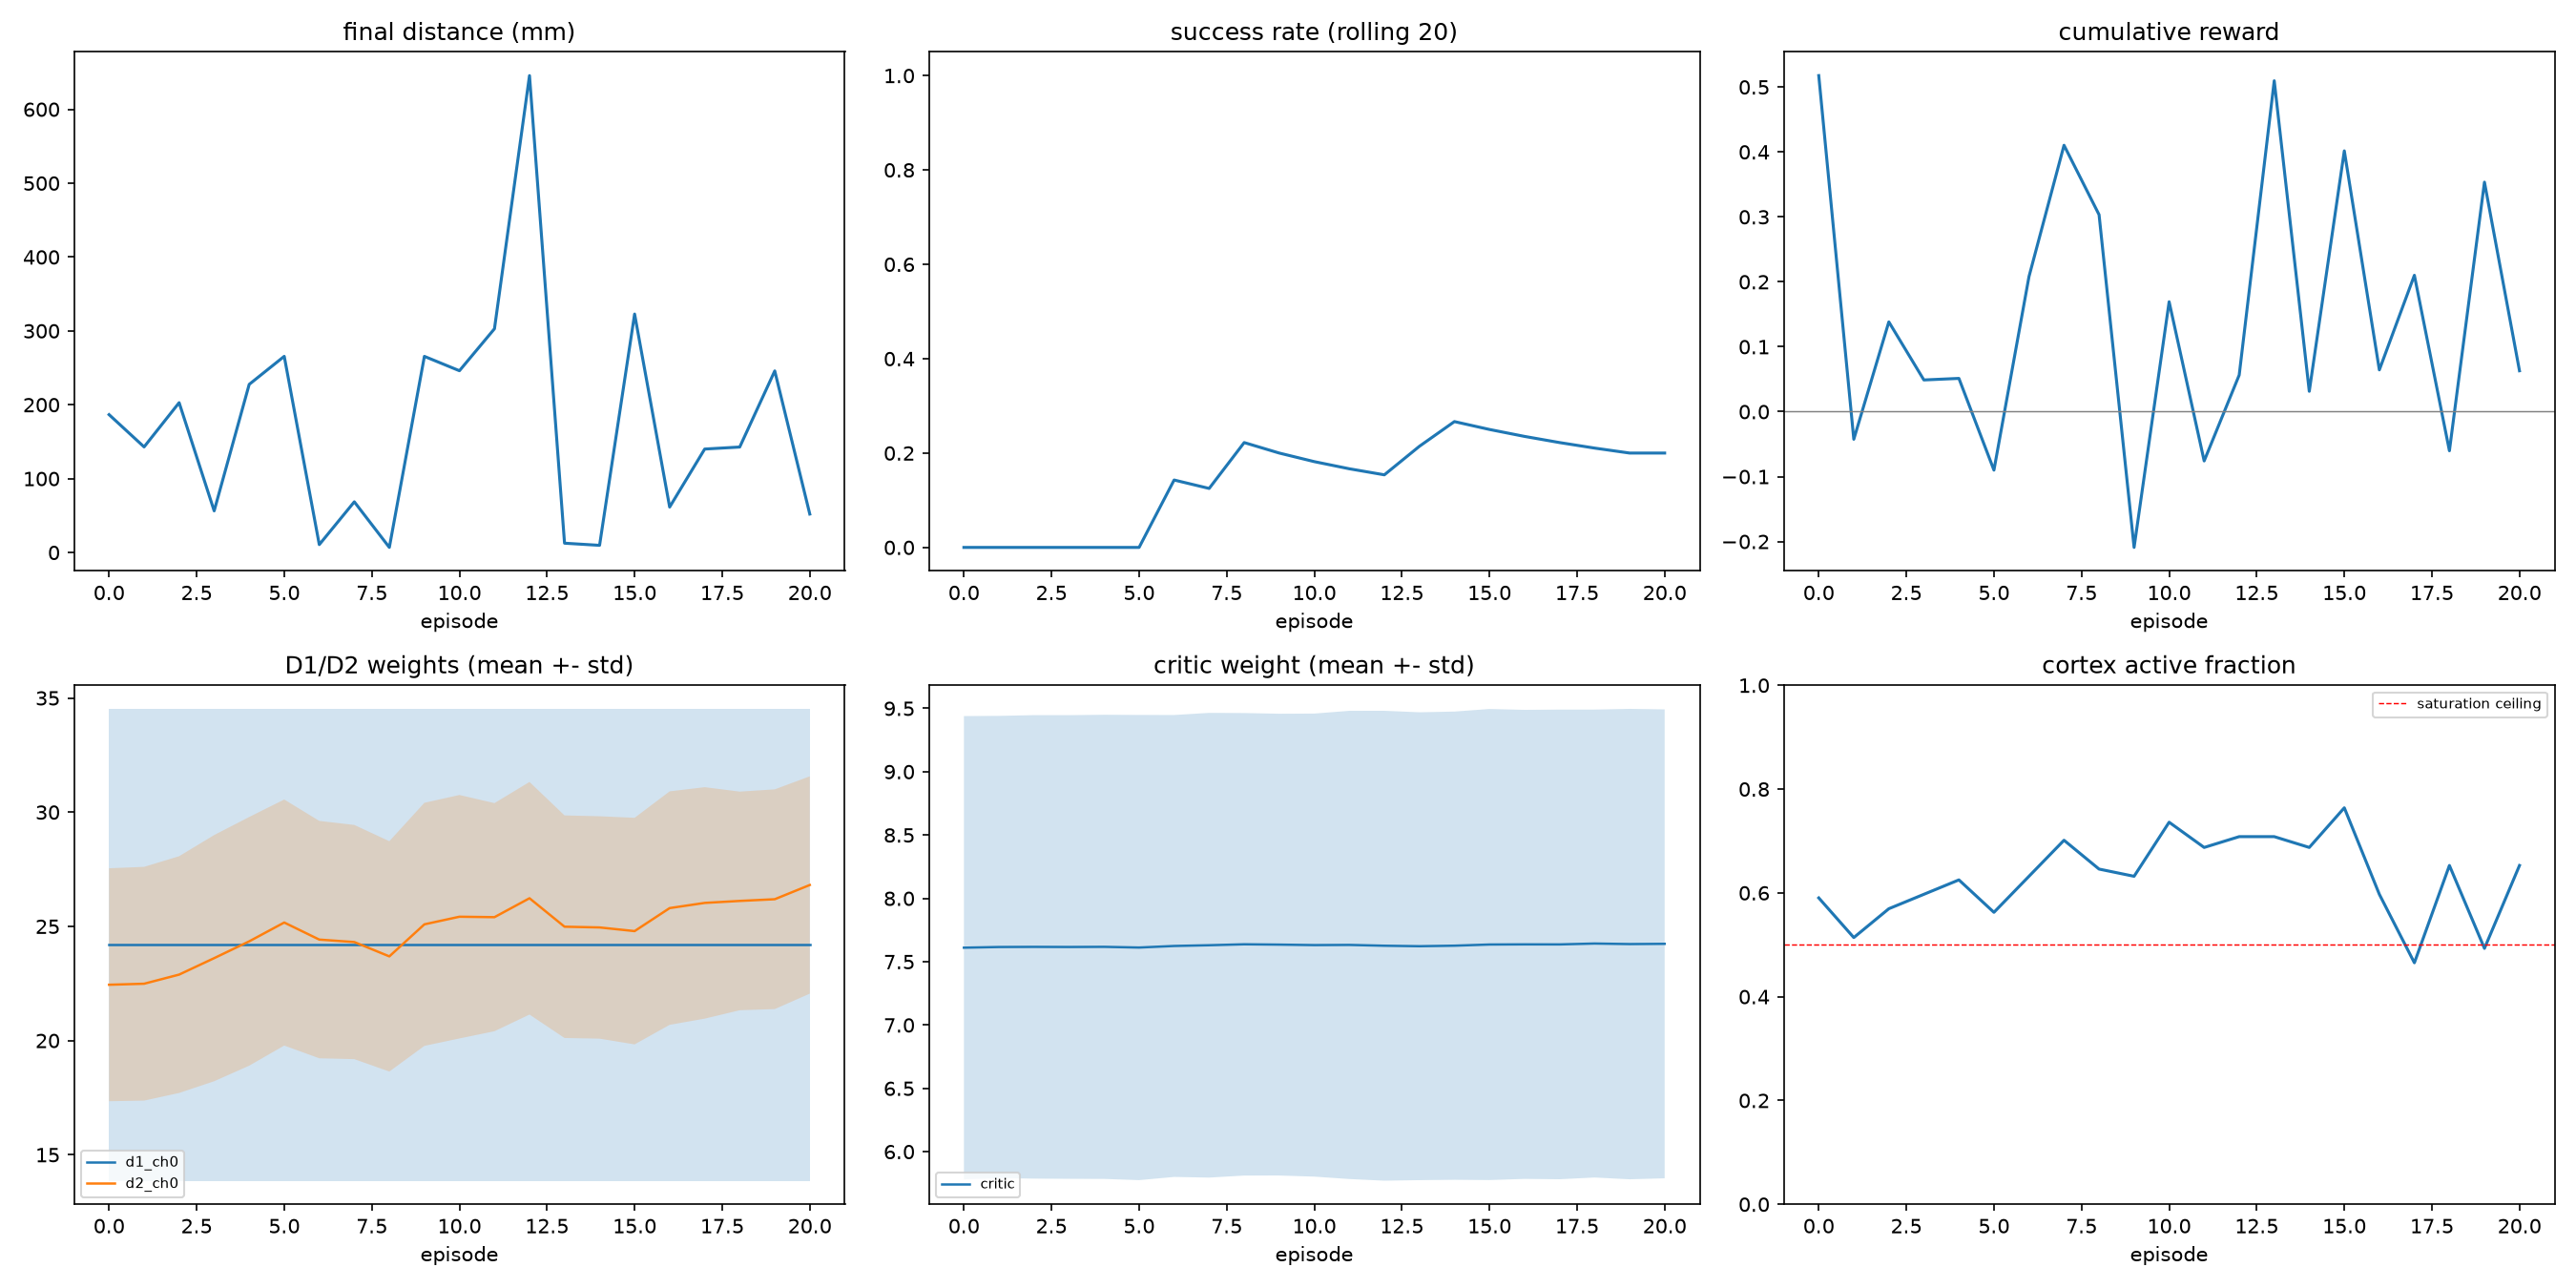 final distance (mm)
600
500
400
300
200
100
0
0.0 2.5 5.0 7.5 10.0 12.5 15.0 17.5 20.0
episode
success rate (rolling 20)
1.0
0.8
0.6
0.4
0.2
0.0
0.0 2.5 5.0 7.5 10.0 12.5 15.0 17.5 20.0
episode
cumulative reward
0.5
0.4
0.3
0.2
0.1
0.0
−0.1
−0.2
0.0 2.5 5.0 7.5 10.0 12.5 15.0 17.5 20.0
episode
D1/D2 weights (mean +- std)
35
30
25
20
15
d1_ch0
d2_ch0
0.0 2.5 5.0 7.5 10.0 12.5 15.0 17.5 20.0
episode
critic weight (mean +- std)
9.5
9.0
8.5
8.0
7.5
7.0
6.5
6.0
critic
0.0 2.5 5.0 7.5 10.0 12.5 15.0 17.5 20.0
episode
cortex active fraction
1.0
saturation ceiling
0.8
0.6
0.4
0.2
0.0
0.0 2.5 5.0 7.5 10.0 12.5 15.0 17.5 20.0
episode